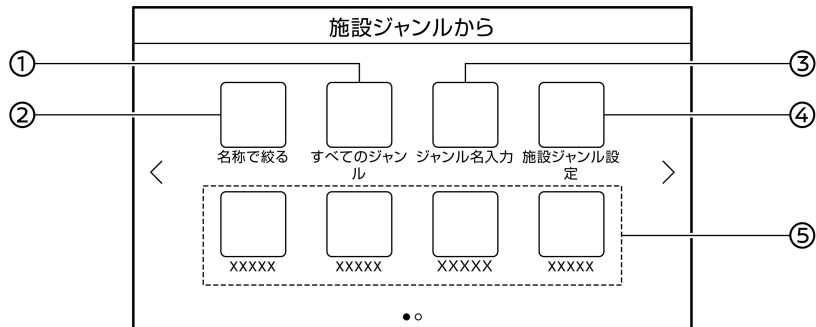 施設ジャンルから
①
③
②
④
名称で絞る
すべてのジャン
ル
ジャンル名入力
施設ジャンル設
定
⑤
XXXXX
XXXXX
XXXXX
XXXXX